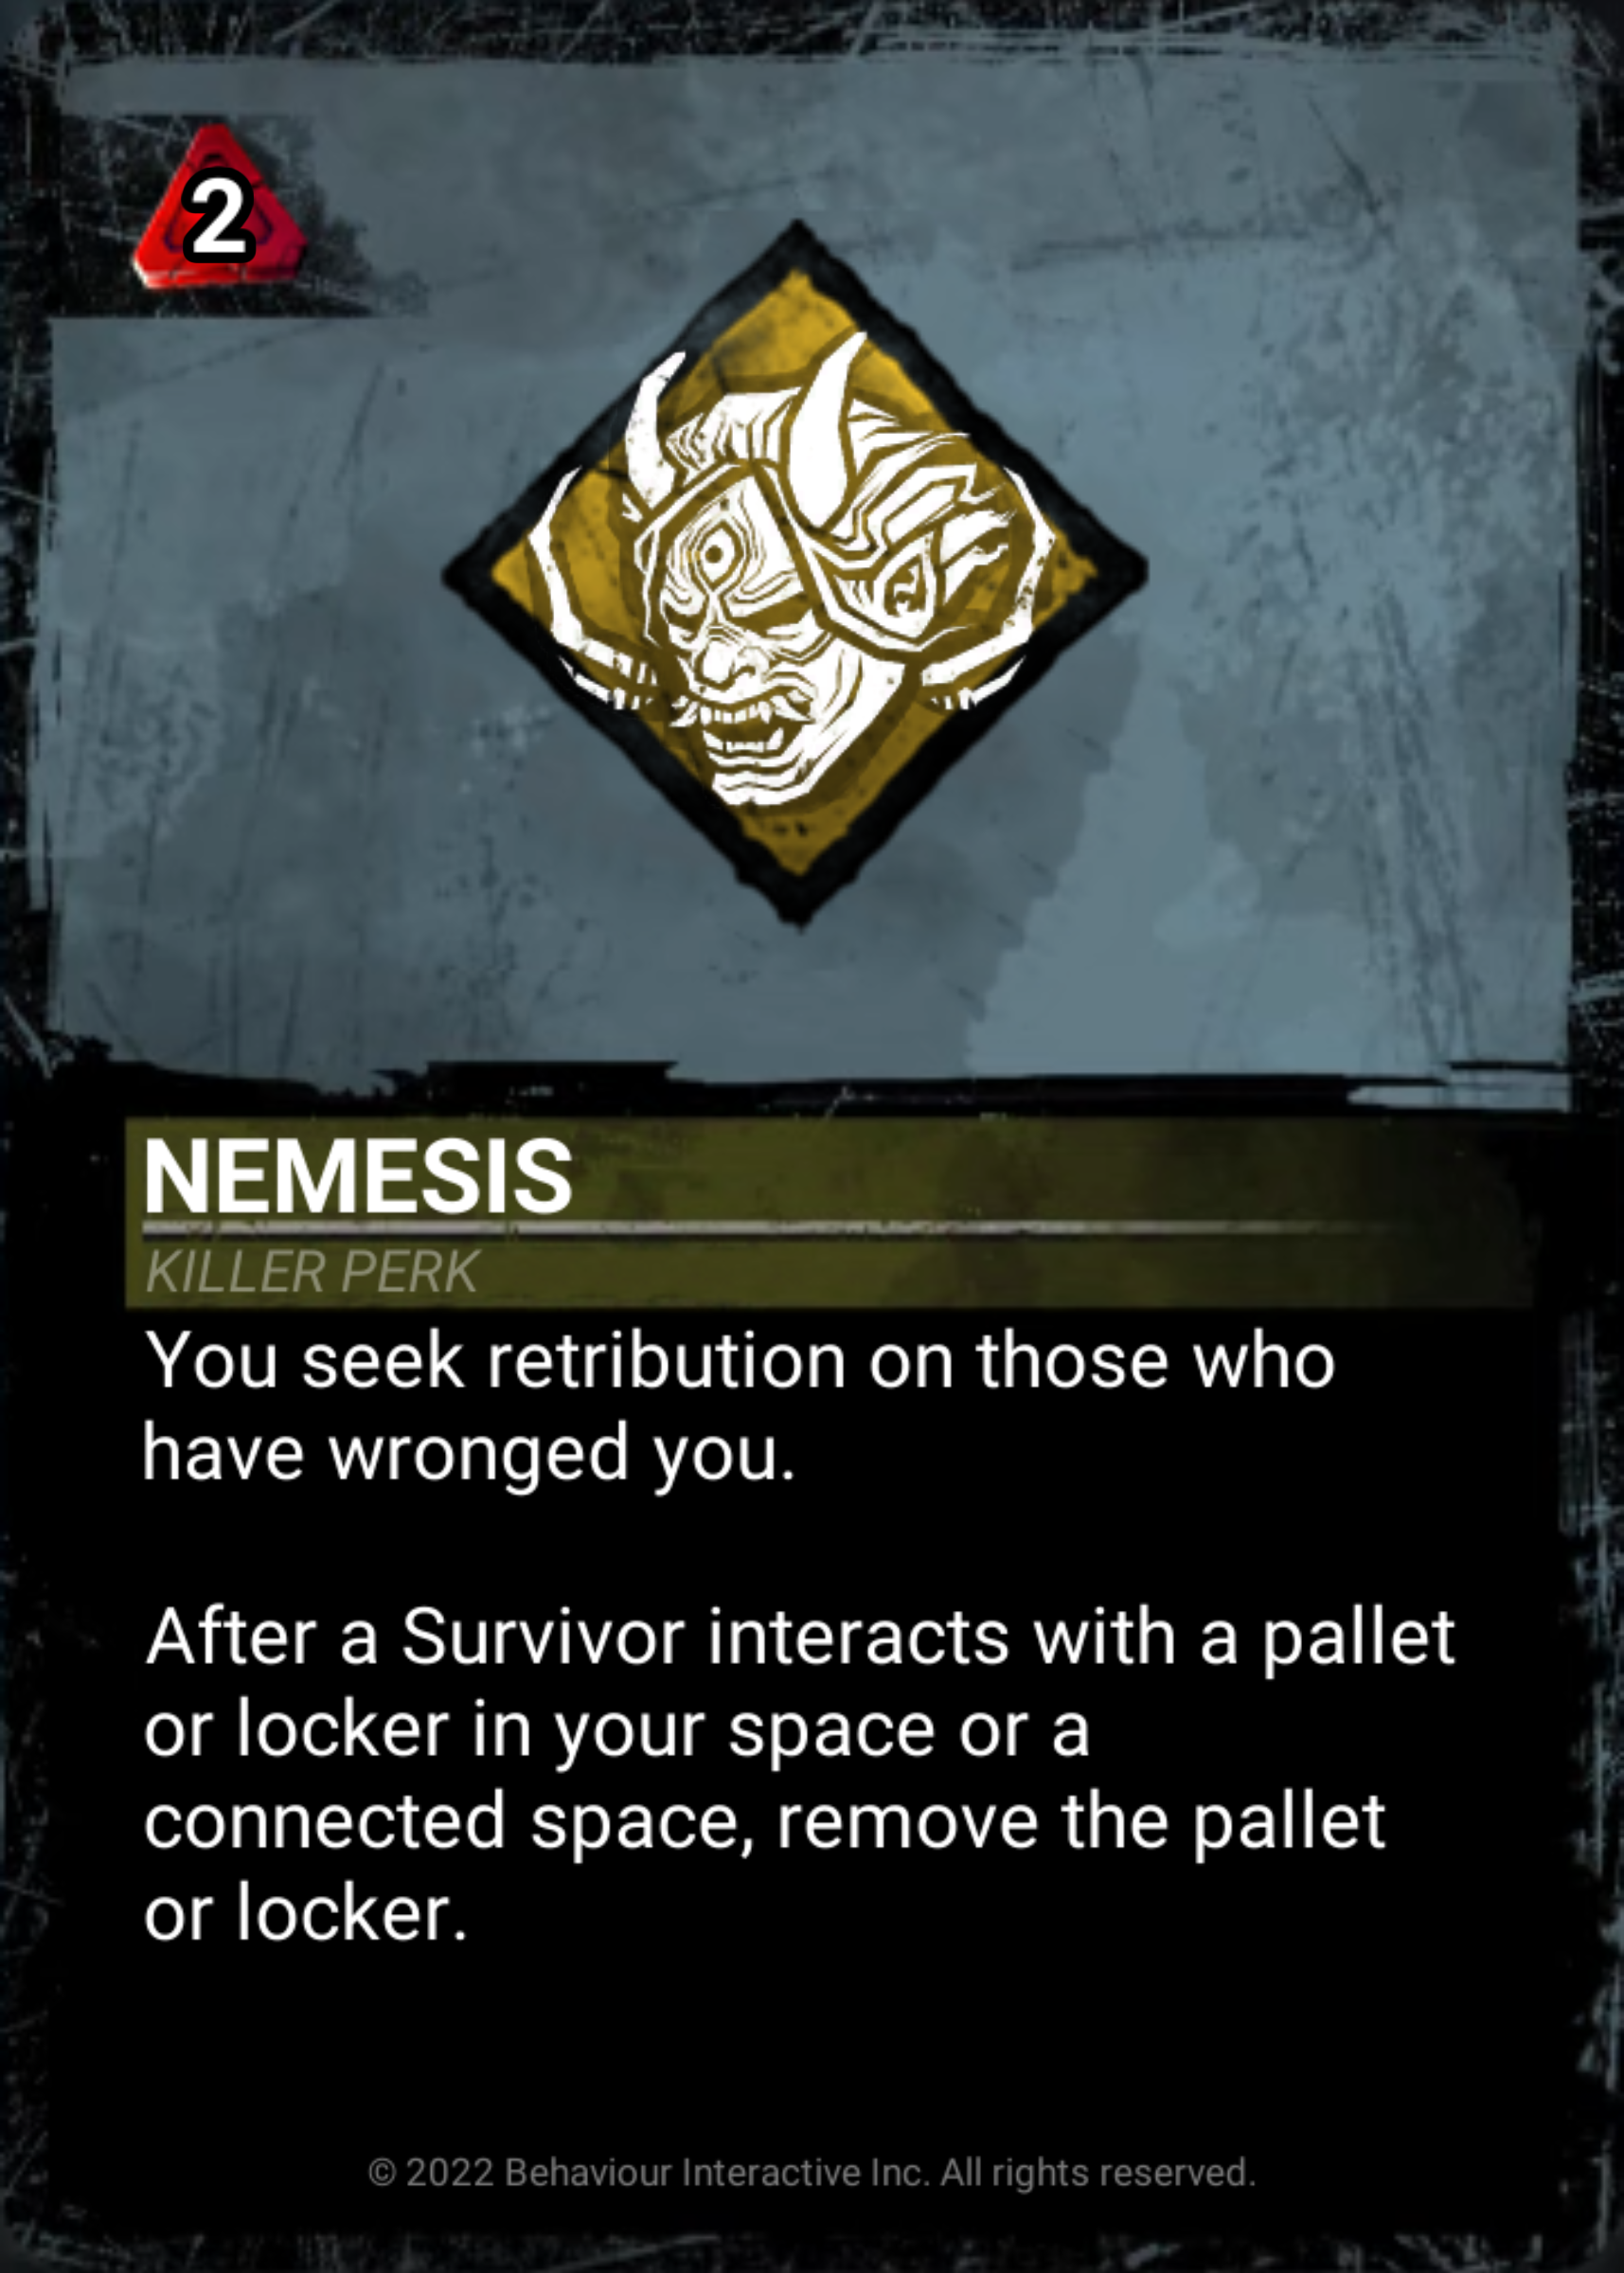 2
NEMESIS
KILLER PERK
You seek retribution on those who
have wronged you.
After a Survivor interacts with a pallet
or locker in your space or a
connected space, remove the pallet
or locker.
© 2022 Behaviour Interactive Inc. All rights reserved.